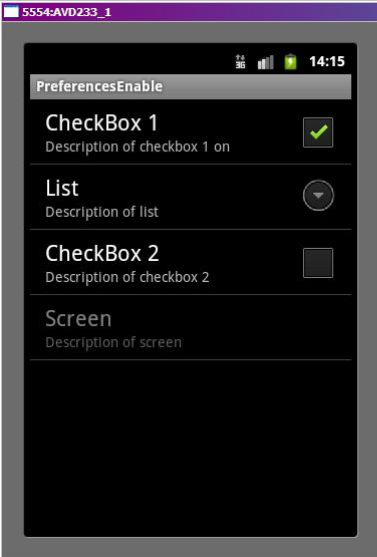 5554:AVD233_1
3G 14:15
PreferencesEnable
CheckBox 1
Description of checkbox 1 on
List
Description of list
CheckBox 2
Description of checkbox 2
Screen
Description of screen